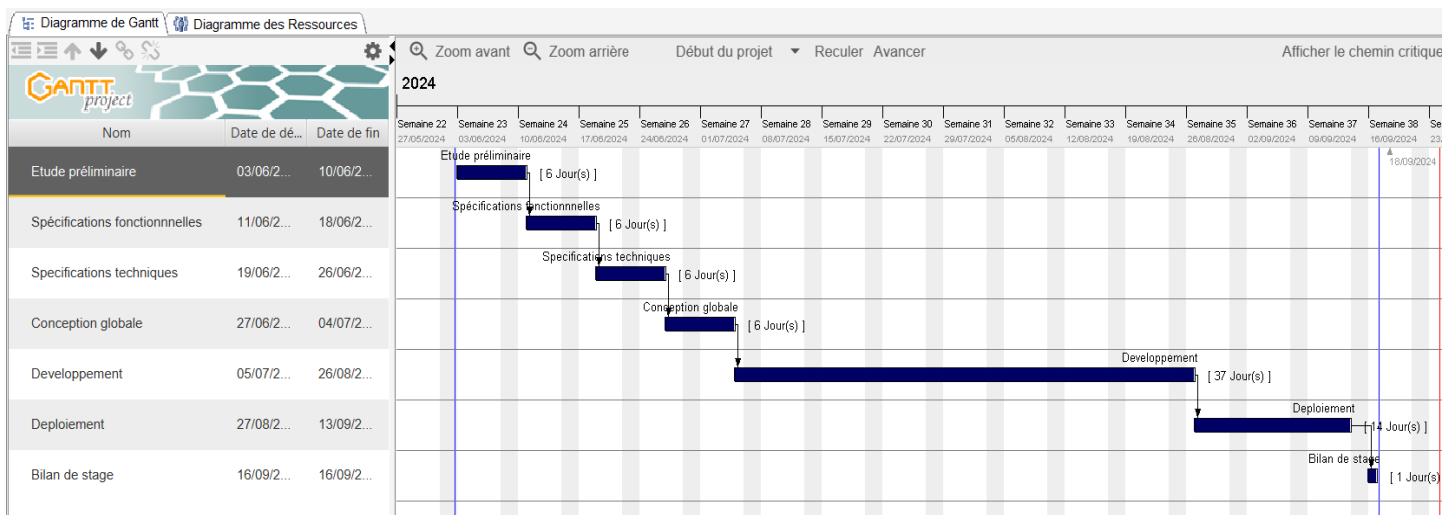 Diagramme de Gantt Diagramme des Ressources
Zoom avant Zoom arrière Début du projet Reculer Avancer Afficher le chemin critique
GANTT
project
2024
Nom Date de dé... Date de fin
Semaine 22 Semaine 23 Semaine 24 Semaine 25 Semaine 26 Semaine 27 Semaine 28 Semaine 29 Semaine 30 Semaine 31 Semaine 32 Semaine 33 Semaine 34 Semaine 35 Semaine 36 Semaine 37 Semaine 38 Se
27/05/2024 03/06/2024 10/06/2024 17/06/2024 24/06/2024 01/07/2024 08/07/2024 15/07/2024 22/07/2024 29/07/2024 05/08/2024 12/08/2024 19/08/2024 26/08/2024 02/09/2024 09/09/2024 16/09/2024 23
18/09/2024
Etude préliminaire 03/06/2... 10/06/2...
Etude préliminaire
[ 6 Jour(s) ]
Spécifications fonctionnnelles 11/06/2... 18/06/2...
Spécifications fonctionnnelles
[ 6 Jour(s) ]
Specifications techniques 19/06/2... 26/06/2...
Specifications techniques
[ 6 Jour(s) ]
Conception globale 27/06/2... 04/07/2...
Conception globale
[ 6 Jour(s) ]
Developpement 05/07/2... 26/08/2...
Developpement
[ 37 Jour(s) ]
Deploiement 27/08/2... 13/09/2...
Deploiement
[ 14 Jour(s) ]
Bilan de stage 16/09/2... 16/09/2...
Bilan de stage
[ 1 Jour(s)